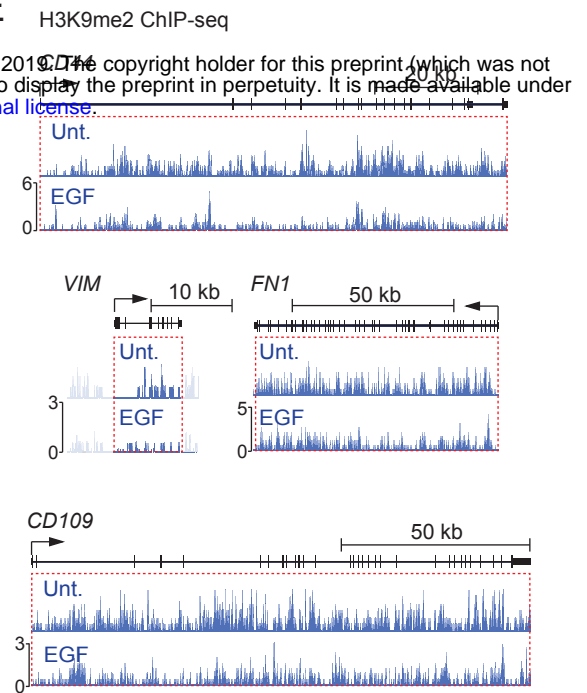 H3K9me2 ChIP-seq
2019. The copyright holder for this preprint (which was not
CD44
20 kb
o display the preprint in perpetuity. It is made available under
nal license.
Unt.
6
EGF
0
VIM
10 kb
FN1
50 kb
Unt.
Unt.
3
5
EGF
EGF
0
0
CD109
50 kb
Unt.
3
EGF
0